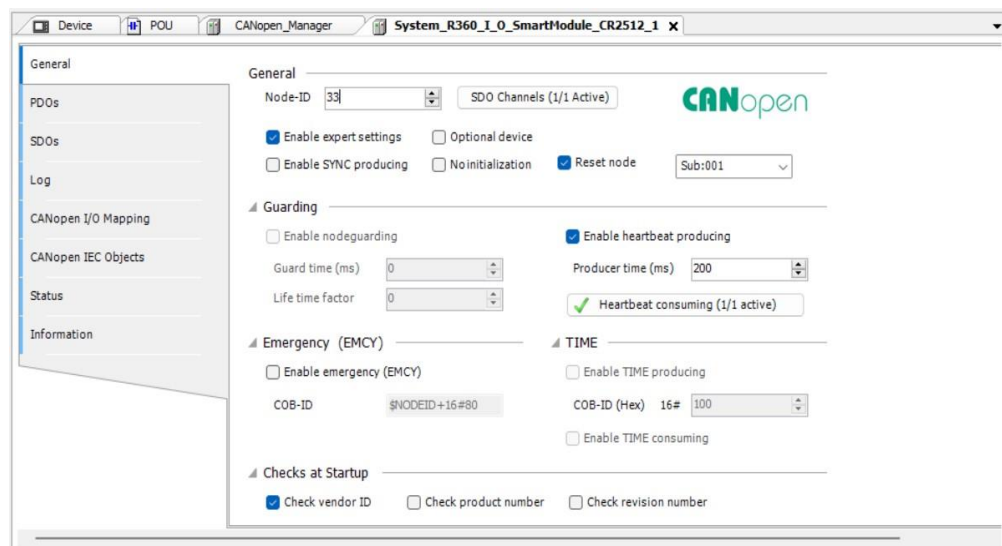 Device POU CANopen_Manager System_R360_I_O_SmartModule_CR2512_1 X
General
PDOs
SDOs
Log
CANopen I/O Mapping
CANopen IEC Objects
Status
Information
General
Node-ID 33 SDO Channels (1/1 Active)
CANopen
Enable expert settings Optional device
Enable SYNC producing No initialization Reset node Sub:001
Guarding
Enable nodeguarding Enable heartbeat producing
Guard time (ms) 0 Producer time (ms) 200
Life time factor 0 Heartbeat consuming (1/1 active)
Emergency (EMCY) TIME
Enable emergency (EMCY) Enable TIME producing
COB-ID $NODEID+16#80 COB-ID (Hex) 16# 100
Enable TIME consuming
Checks at Startup
Check vendor ID Check product number Check revision number